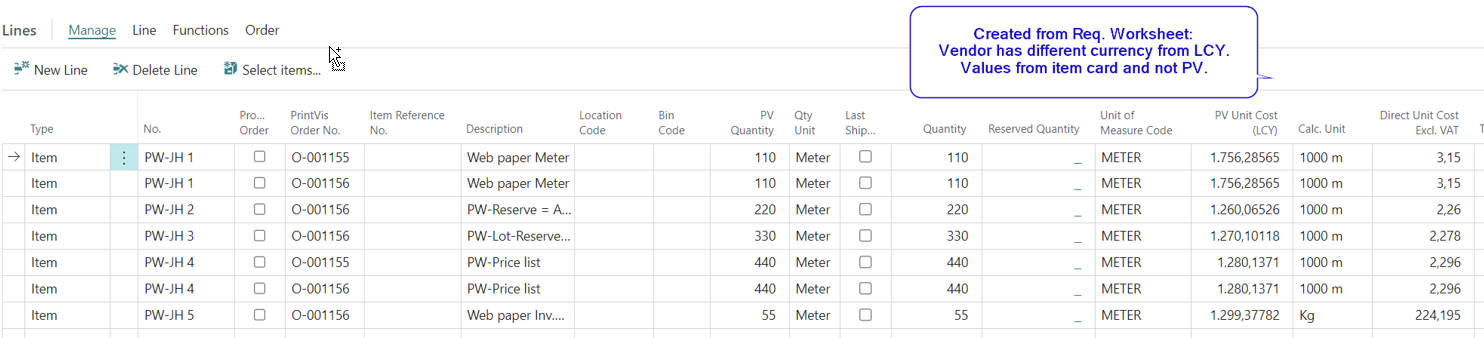 Lines Manage Line Functions Order
Created from Req. Worksheet:
Vendor has different currency from LCY.
Values from item card and not PV.
New Line Delete Line Select items...
Type No. Pro... Order PrintVis Order No. Item Reference No. Description Location Code Bin Code PV Quantity Qty Unit Last Ship... Quantity Reserved Quantity Unit of Measure Code PV Unit Cost (LCY) Calc. Unit Direct Unit Cost Excl. VAT
Item PW-JH 1 O-001155 Web paper Meter 110 Meter 110 _ METER 1.756,28565 1000 m 3,15
Item PW-JH 1 O-001156 Web paper Meter 110 Meter 110 _ METER 1.756,28565 1000 m 3,15
Item PW-JH 2 O-001156 PW-Reserve = A... 220 Meter 220 _ METER 1.260,06526 1000 m 2,26
Item PW-JH 3 O-001156 PW-Lot-Reserve... 330 Meter 330 _ METER 1.270,10118 1000 m 2,278
Item PW-JH 4 O-001155 PW-Price list 440 Meter 440 _ METER 1.280,1371 1000 m 2,296
Item PW-JH 4 O-001156 PW-Price list 440 Meter 440 _ METER 1.280,1371 1000 m 2,296
Item PW-JH 5 O-001156 Web paper Inv.... 55 Meter 55 _ METER 1.299,37782 Kg 224,195